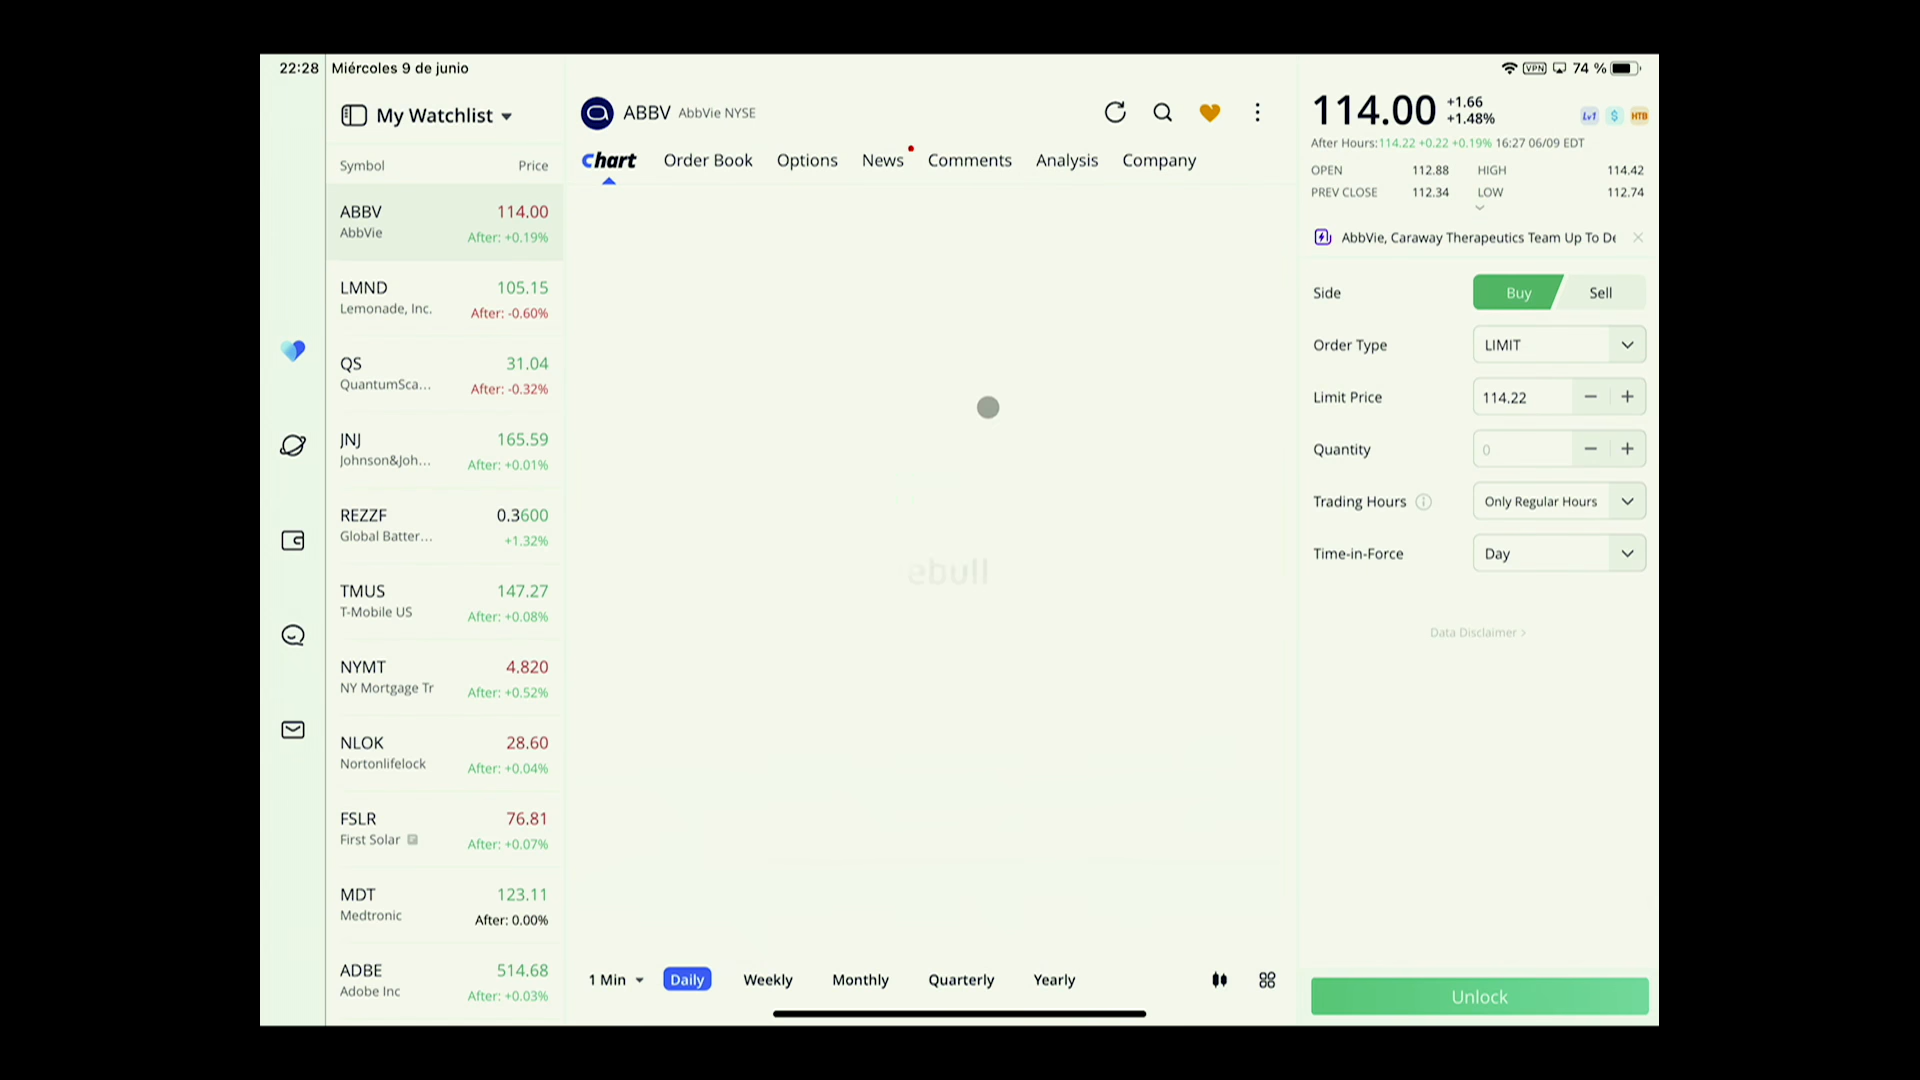 22:28 Miércoles 9 de junio
VPN 74 %
My Watchlist
Symbol Price
ABBV 114.00
AbbVie After: +0.19%
LMND 105.15
Lemonade, Inc. After: -0.60%
QS 31.04
QuantumSca... After: -0.32%
JNJ 165.59
Johnson&Joh... After: +0.01%
REZZF 0.3600
Global Batter... +1.32%
TMUS 147.27
T-Mobile US After: +0.08%
NYMT 4.820
NY Mortgage Tr After: +0.52%
NLOK 28.60
Nortonlifelock After: +0.04%
FSLR 76.81
First Solar After: +0.07%
MDT 123.11
Medtronic After: 0.00%
ADBE 514.68
Adobe Inc After: +0.03%
ABBV AbbVie NYSE
Chart Order Book Options News Comments Analysis Company
ebull
1 Min Daily Weekly Monthly Quarterly Yearly
114.00 +1.66
+1.48%
Lv1 $ HTB
After Hours:114.22 +0.22 +0.19% 16:27 06/09 EDT
OPEN 112.88 HIGH 114.42
PREV CLOSE 112.34 LOW 112.74
AbbVie, Caraway Therapeutics Team Up To De
Side Buy Sell
Order Type LIMIT
Limit Price 114.22 − +
Quantity 0 − +
Trading Hours Only Regular Hours
Time-in-Force Day
Data Disclaimer >
Unlock